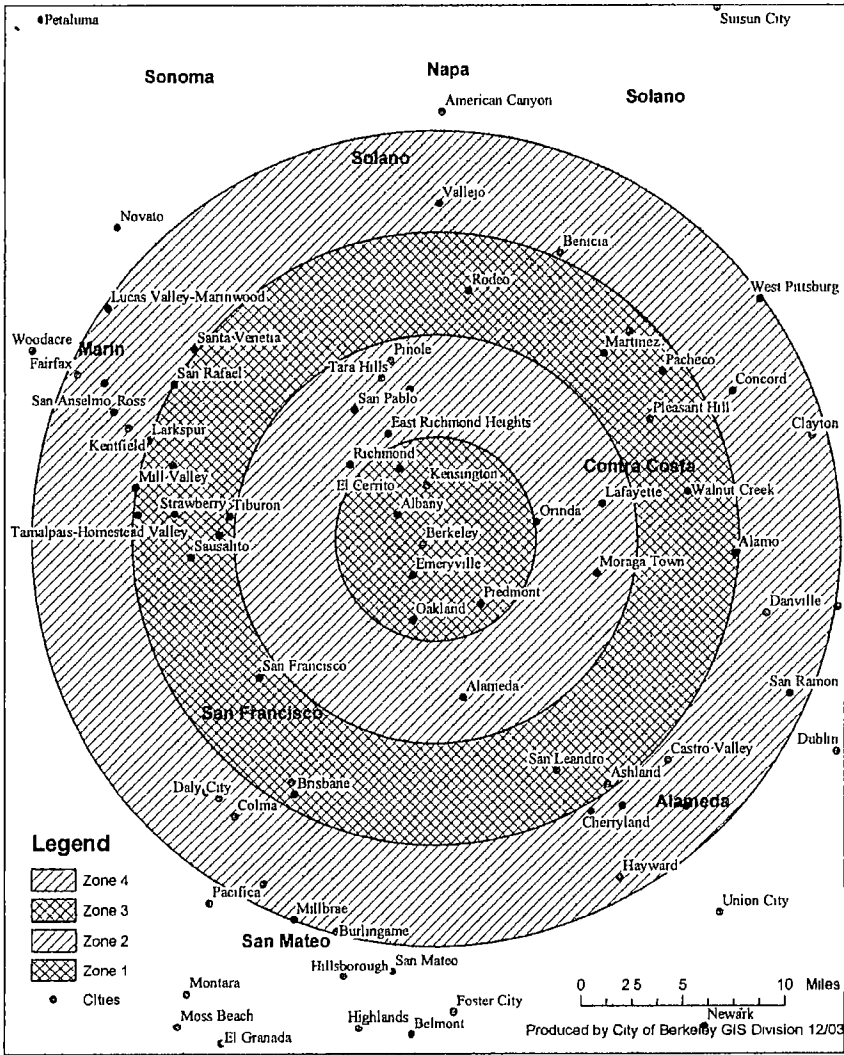 Petaluma
Suisun City
Sonoma
Napa
Solano
American Canyon
Solano
Vallejo
Novato
Benicia
Rodeo
West Pittsburg
Lucas Valley-Marinwood
Woodacre
Marin
Santa Venetia
Martinez
Fairfax
Pinole
Tara Hills
Pacheco
San Rafael
Concord
San Anselmo Ross
San Pablo
Pleasant Hill
East Richmond Heights
Clayton
Larkspur
Kentfield
Richmond
Contra Costa
Mill Valley
El Cerrito
Kensington
Walnut Creek
Lafayette
Strawberry
Tiburon
Albany
Orinda
Tamalpais-Homestead Valley
Sausalito
Berkeley
Alamo
Emeryville
Moraga Town
Piedmont
Danville
Oakland
San Francisco
Alameda
San Ramon
San Francisco
Dublin
Castro Valley
San Leandro
Ashland
Brisbane
Daly City
Colma
Cherryland
Alameda
Legend
Zone 4
Zone 3
Zone 2
Zone 1
Cities
Hayward
Pacifica
Millbrae
Burlingame
Union City
San Mateo
Hillsborough
San Mateo
Montara
0 2.5 5 10 Miles
Moss Beach
El Granada
Highlands
Foster City
Belmont
Newark
Produced by City of Berkeley GIS Division 12/03